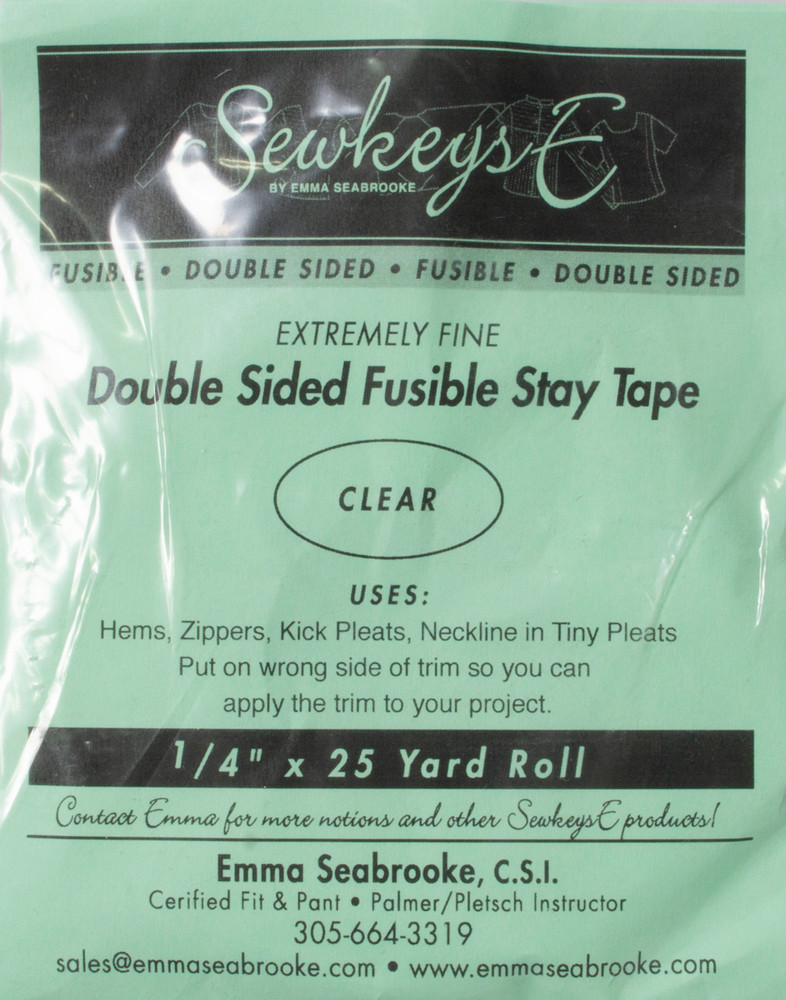 SewkeysE
BY EMMA SEABROOKE
FUSIBLE • DOUBLE SIDED • FUSIBLE • DOUBLE SIDED
EXTREMELY FINE
Double Sided Fusible Stay Tape
CLEAR
USES:
Hems, Zippers, Kick Pleats, Neckline in Tiny Pleats
Put on wrong side of trim so you can
apply the trim to your project.
1/4" x 25 Yard Roll
Contact Emma for more notions and other SewkeysE products!
Emma Seabrooke, C.S.I.
Cerified Fit & Pant • Palmer/Pletsch Instructor
305-664-3319
sales@emmaseabrooke.com • www.emmaseabrooke.com